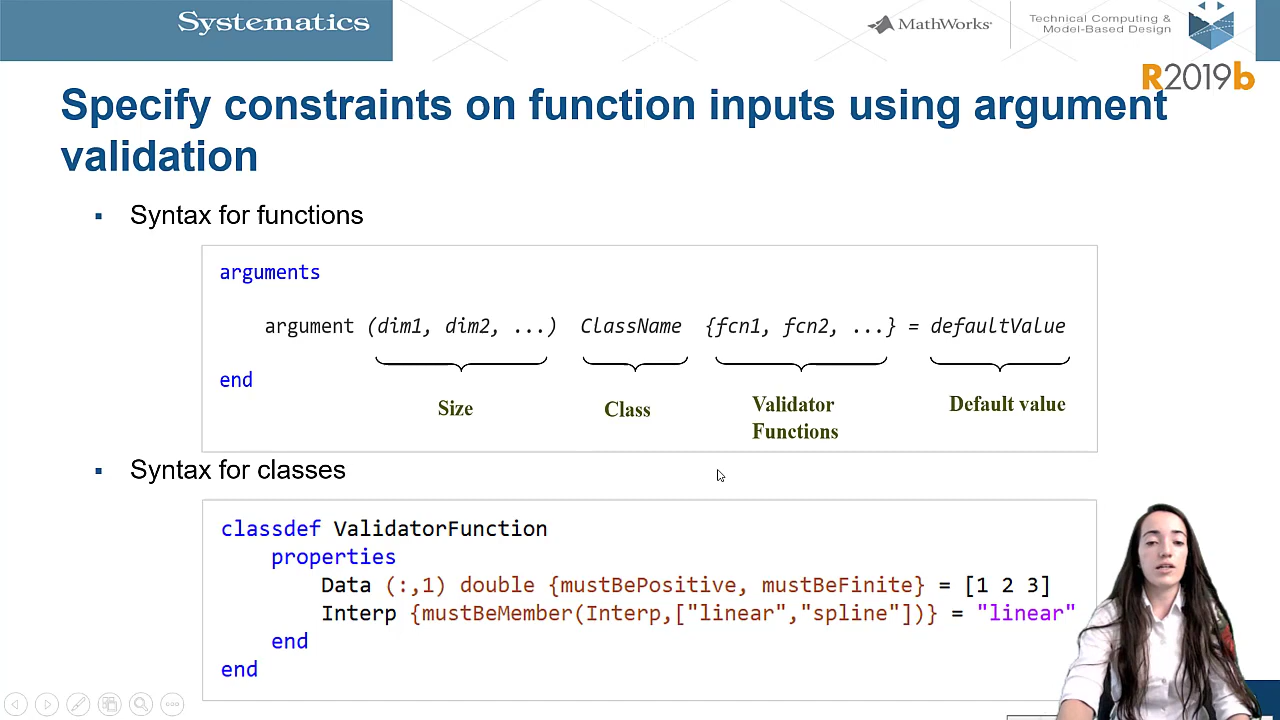 Systematics
MathWorks
Technical Computing &
Model-Based Design
R2019b
Specify constraints on function inputs using argument
validation
▪ Syntax for functions
arguments
argument (dim1, dim2, ...) ClassName {fcn1, fcn2, ...} = defaultValue
end
Size Class Validator Default value
Functions
▪ Syntax for classes
classdef ValidatorFunction
properties
Data (:,1) double {mustBePositive, mustBeFinite} = [1 2 3]
Interp {mustBeMember(Interp,["linear","spline"])} = "linear"
end
end